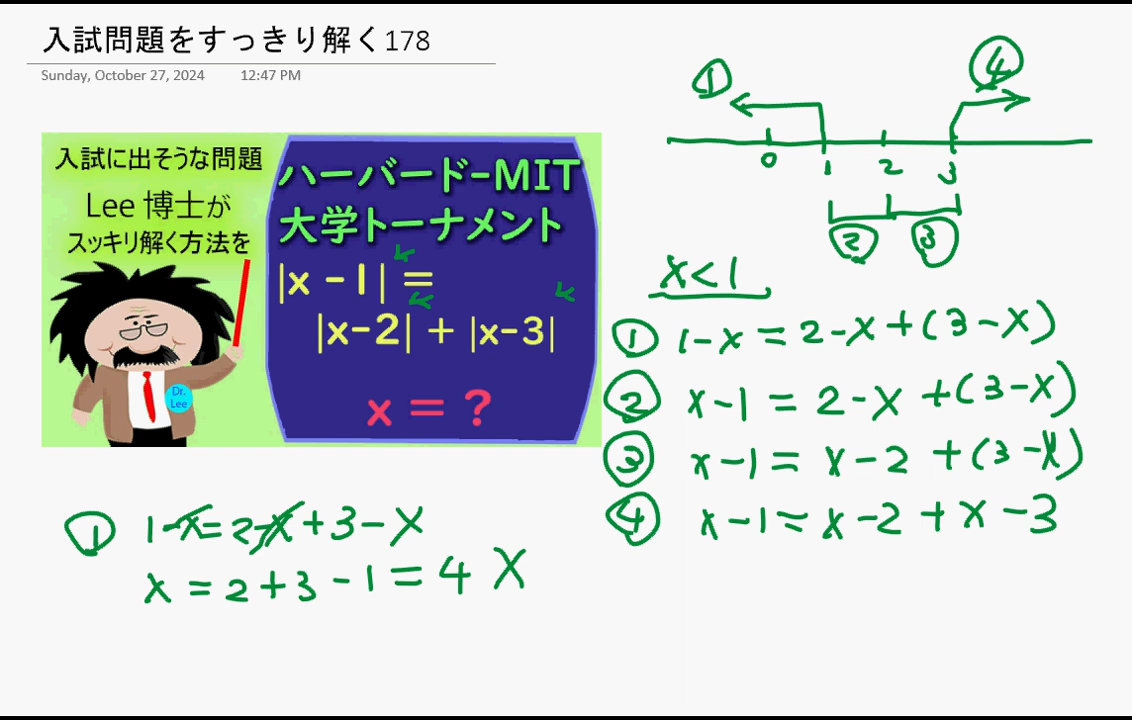 入試問題をすっきり解く178
Sunday, October 27, 2024 12:47 PM
入試に出そうな問題
Lee 博士が
スッキリ解く方法を
Dr.
Lee
ハーバード-MIT
大学トーナメント
|x - 1| =
|x-2| + |x-3|
x = ?
① ④
0 1 2 3
② ③
x<1
① 1-x = 2-x+(3-x)
② x-1 = 2-x+(3-x)
③ x-1 = x-2+(3-x)
④ x-1 = x-2+x-3
① 1-x=2-x+3-x
x = 2+3-1 = 4 X